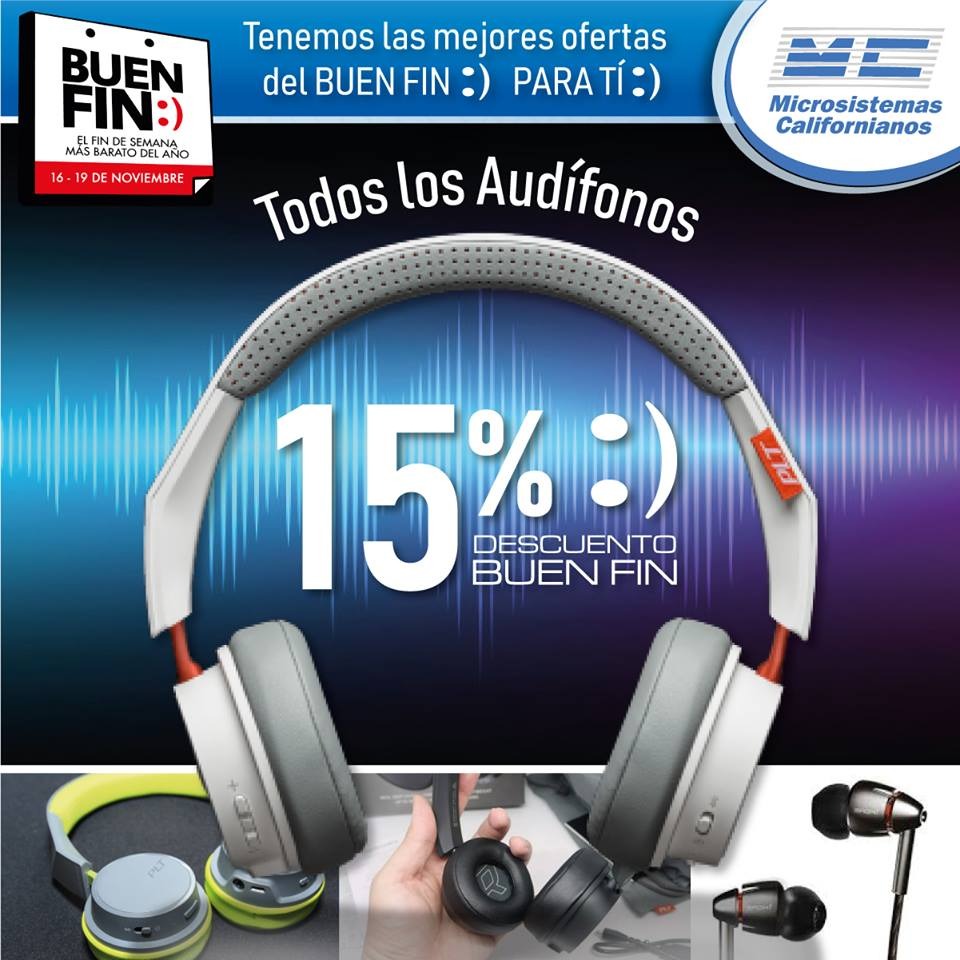 BUEN
FIN:)
EL FIN DE SEMANA
MÁS BARATO DEL AÑO
16 - 19 DE NOVIEMBRE
Tenemos las mejores ofertas
del BUEN FIN :) PARA TÍ :)
MC
Microsistemas
Californianos
Todos los Audífonos
15% :)
DESCUENTO
BUEN FIN
PLT
PLT